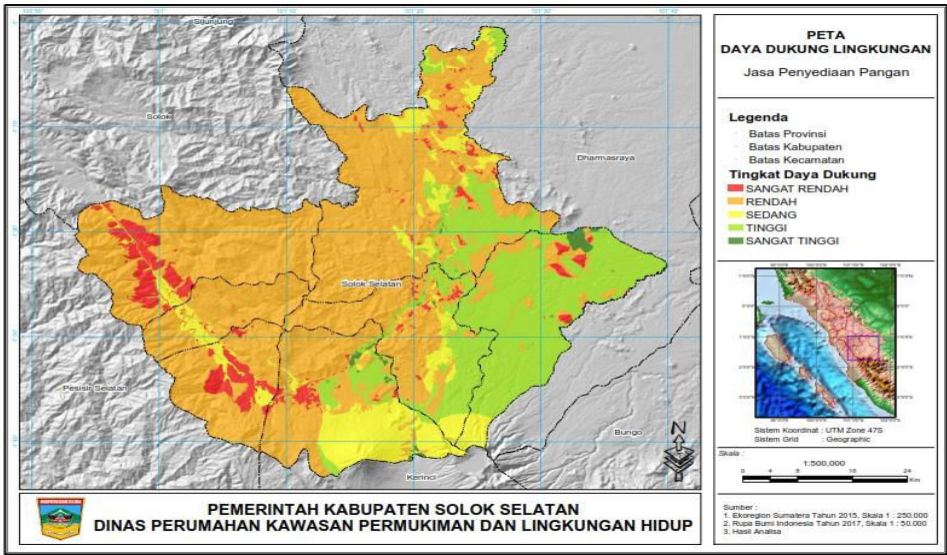 Sijunjung
Solok
Dharmasraya
Solok Selatan
Pesisir Selatan
Bungo
Kerinci
N
PEMERINTAH KABUPATEN SOLOK SELATAN
DINAS PERUMAHAN KAWASAN PERMUKIMAN DAN LINGKUNGAN HIDUP
PETA
DAYA DUKUNG LINGKUNGAN
Jasa Penyediaan Pangan
Legenda
Batas Provinsi
Batas Kabupaten
Batas Kecamatan
Tingkat Daya Dukung
SANGAT RENDAH
RENDAH
SEDANG
TINGGI
SANGAT TINGGI
Sistem Koordinat : UTM Zone 47S
Sistem Grid : Geographic
Skala :
1:500,000
0 4 8 16 24
Km
Sumber :
1. Ekoregion Sumatera Tahun 2015, Skala 1 : 250.000
2. Rupa Bumi Indonesia Tahun 2017, Skala 1 : 50.000
3. Hasil Analisa